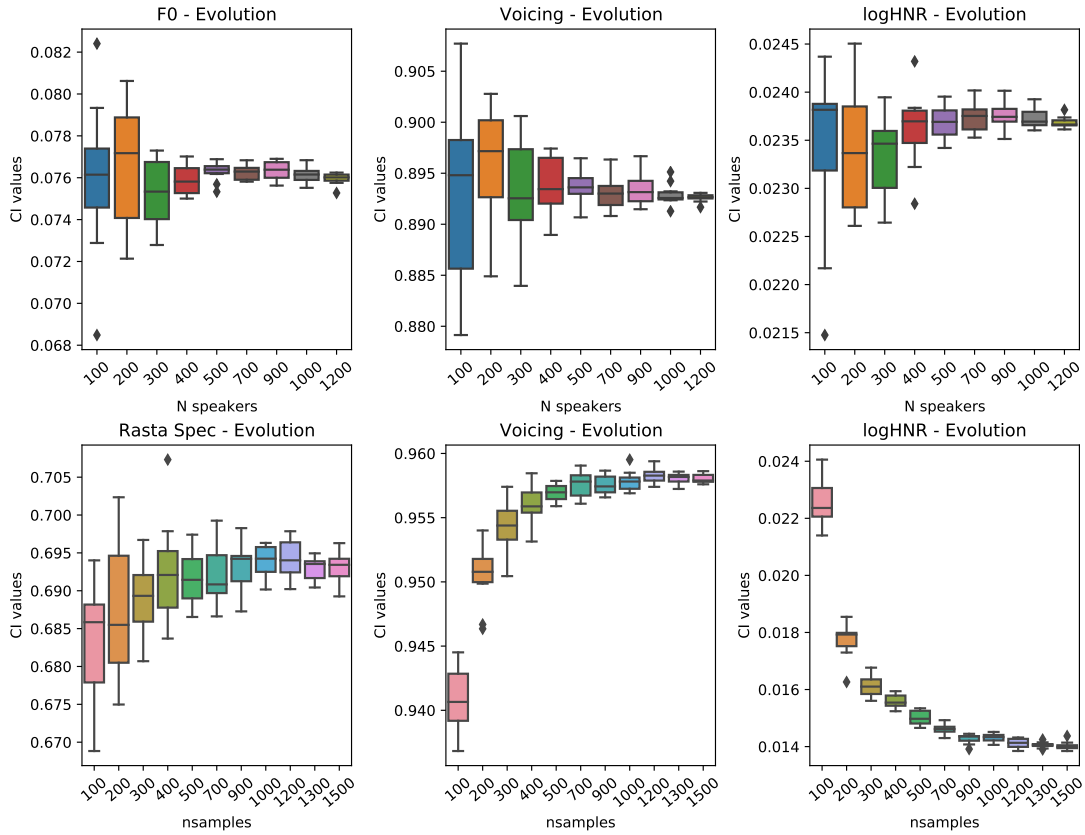 F0 - Evolution
CI values
0.082
0.080
0.078
0.076
0.074
0.072
0.070
0.068
100 200 300 400 500 700 900 1000 1200
N speakers
Voicing - Evolution
CI values
0.905
0.900
0.895
0.890
0.885
0.880
100 200 300 400 500 700 900 1000 1200
N speakers
logHNR - Evolution
CI values
0.0245
0.0240
0.0235
0.0230
0.0225
0.0220
0.0215
100 200 300 400 500 700 900 1000 1200
N speakers
Rasta Spec - Evolution
CI values
0.705
0.700
0.695
0.690
0.685
0.680
0.675
0.670
100 200 300 400 500 700 900 1000 1200 1300 1500
nsamples
Voicing - Evolution
CI values
0.960
0.955
0.950
0.945
0.940
100 200 300 400 500 700 900 1000 1200 1300 1500
nsamples
logHNR - Evolution
CI values
0.024
0.022
0.020
0.018
0.016
0.014
100 200 300 400 500 700 900 1000 1200 1300 1500
nsamples